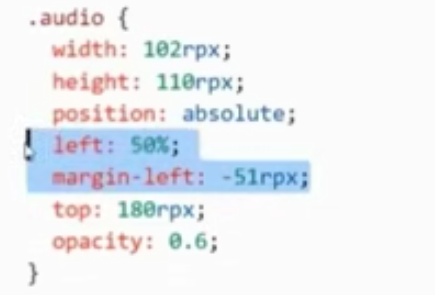 .audio {
  width: 102rpx;
  height: 110rpx;
  position: absolute;
  left: 50%;
  margin-left: -51rpx;
  top: 180rpx;
  opacity: 0.6;
}